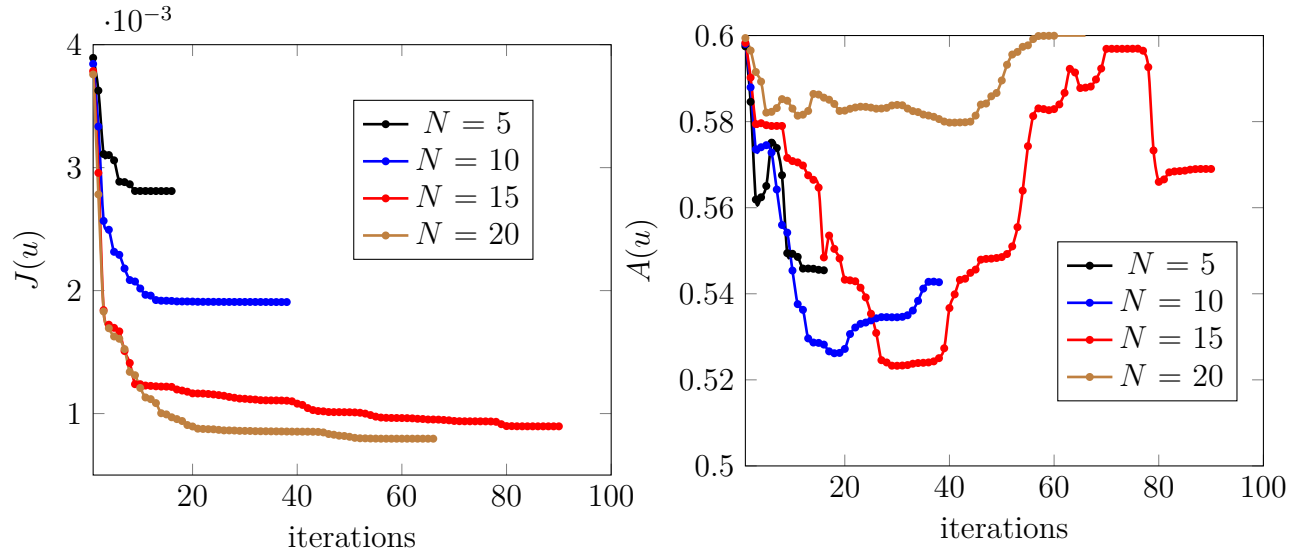 ·10−3
4
3
2
1
J(u)
20 40 60 80 100
iterations
N = 5
N = 10
N = 15
N = 20
0.6
0.58
0.56
0.54
0.52
0.5
A(u)
20 40 60 80 100
iterations
N = 5
N = 10
N = 15
N = 20